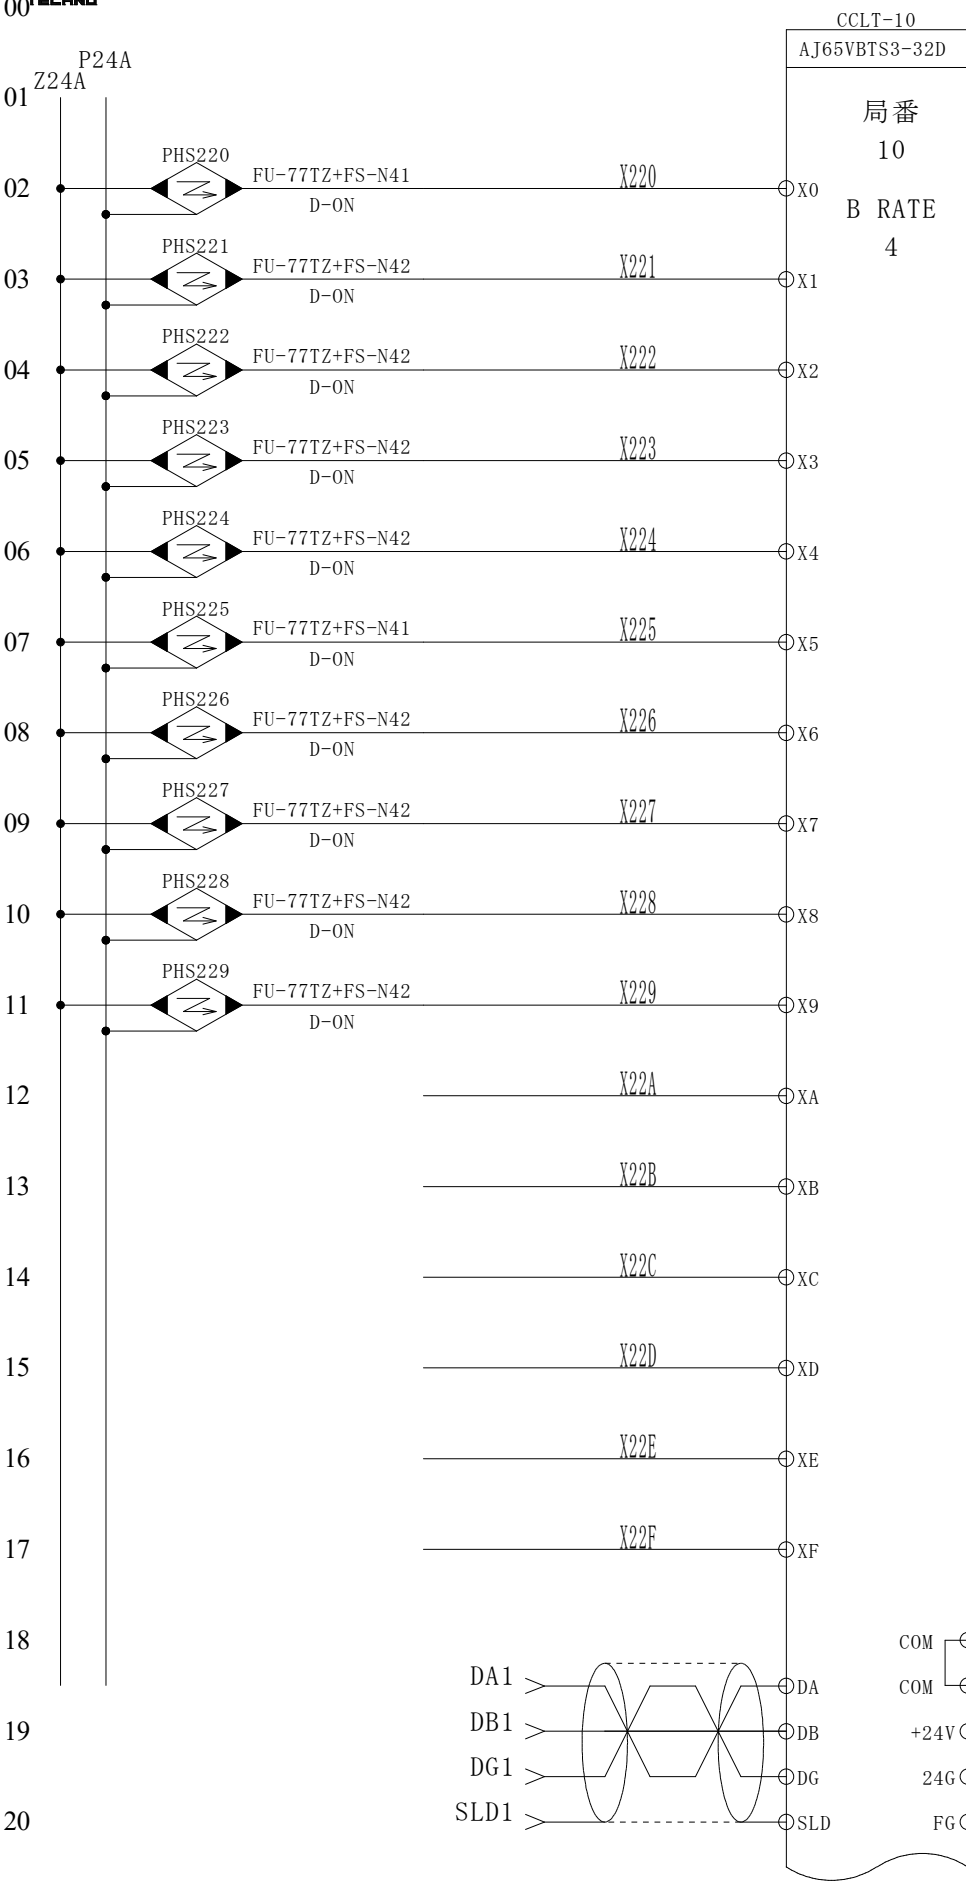 00
CCLT-10
AJ65VBTS3-32D
P24A
Z24A
01
局番
10
B RATE
4
PHS220
02 FU-77TZ+FS-N41 X220 X0
D-ON
PHS221
03 FU-77TZ+FS-N42 X221 X1
D-ON
PHS222
04 FU-77TZ+FS-N42 X222 X2
D-ON
PHS223
05 FU-77TZ+FS-N42 X223 X3
D-ON
PHS224
06 FU-77TZ+FS-N42 X224 X4
D-ON
PHS225
07 FU-77TZ+FS-N41 X225 X5
D-ON
PHS226
08 FU-77TZ+FS-N42 X226 X6
D-ON
PHS227
09 FU-77TZ+FS-N42 X227 X7
D-ON
PHS228
10 FU-77TZ+FS-N42 X228 X8
D-ON
PHS229
11 FU-77TZ+FS-N42 X229 X9
D-ON
12 X22A XA
13 X22B XB
14 X22C XC
15 X22D XD
16 X22E XE
17 X22F XF
18 COM
DA1 DA COM
19 DB1 DB +24V
DG1 DG 24G
20 SLD1 SLD FG